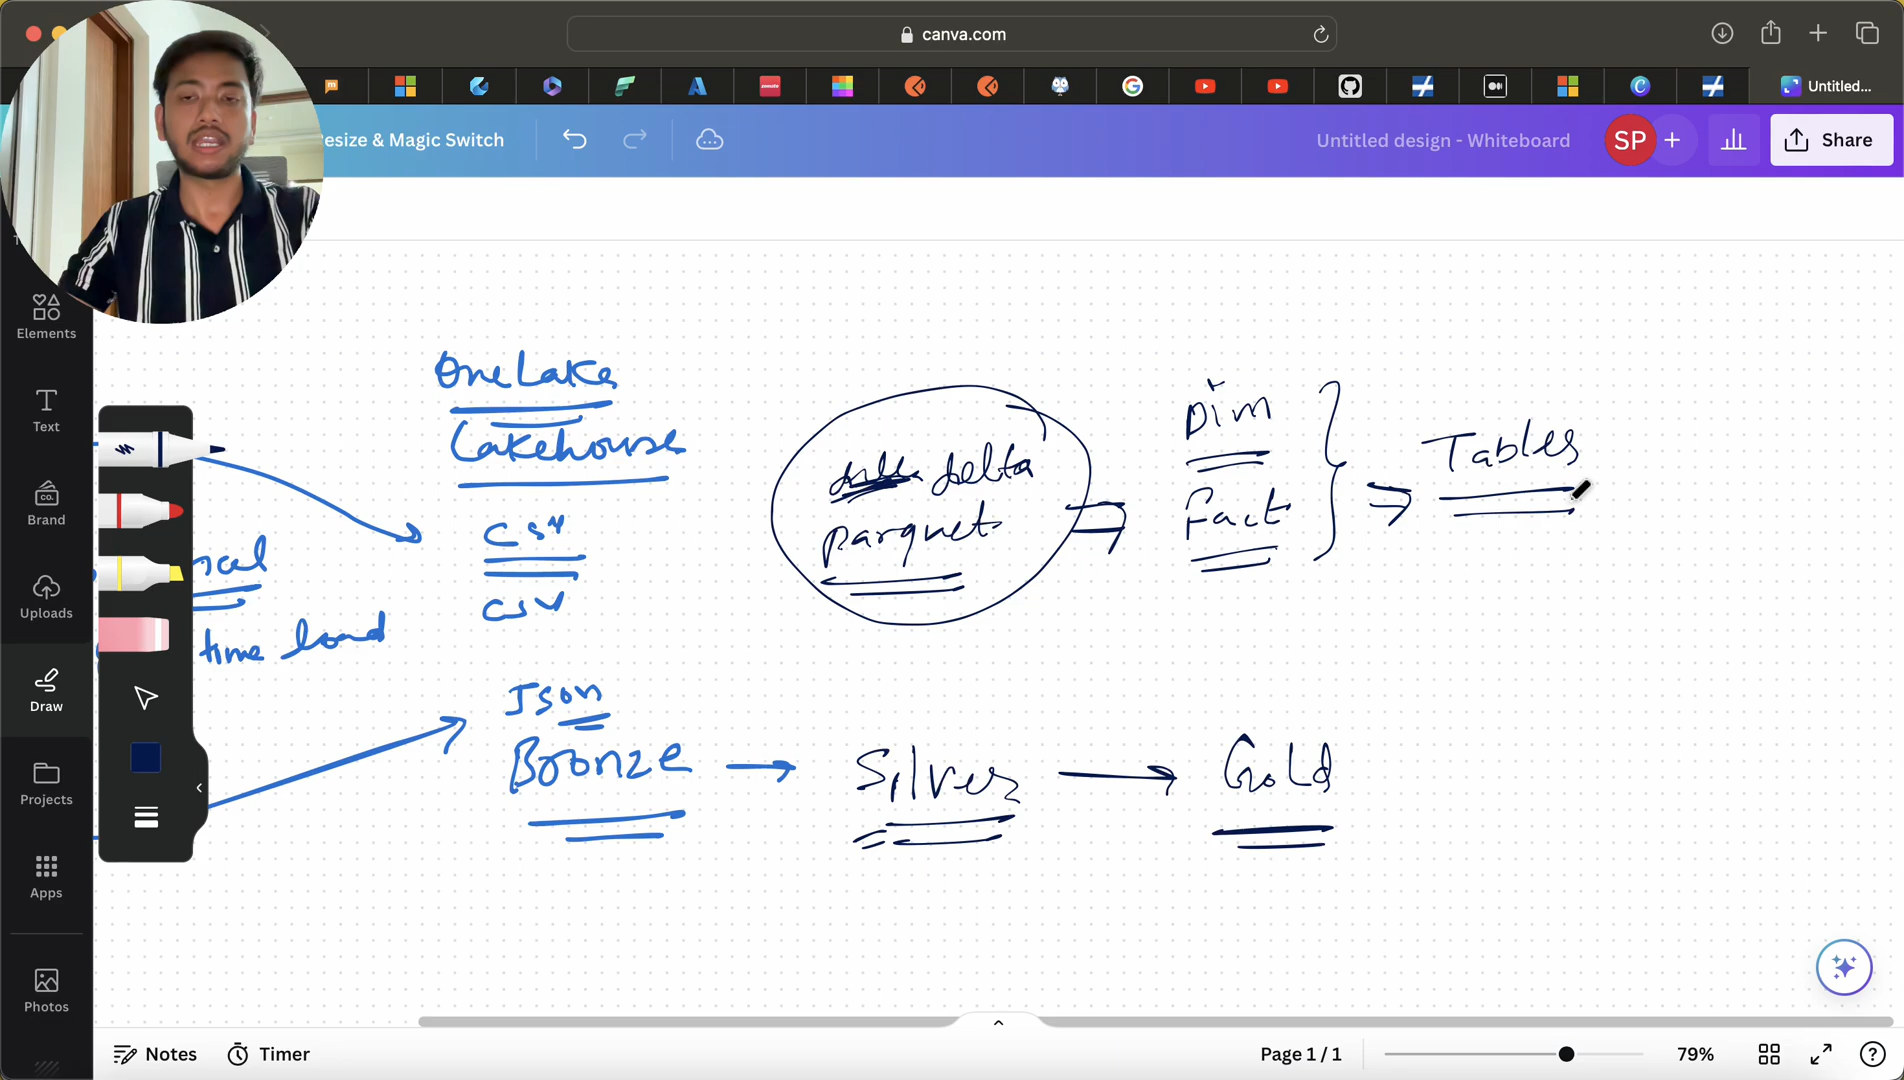 canva.com
Untitled...
esize & Magic Switch
Untitled design - Whiteboard
SP
Share
Elements
Text
Brand
Uploads
Draw
Projects
Apps
Photos
OneLake
Lakehouse
CSV
CSV
time load
Json
Bronze
Delta
parquet
Silver
Dim
Fact
Gold
Tables
Notes
Timer
Page 1 / 1
79%